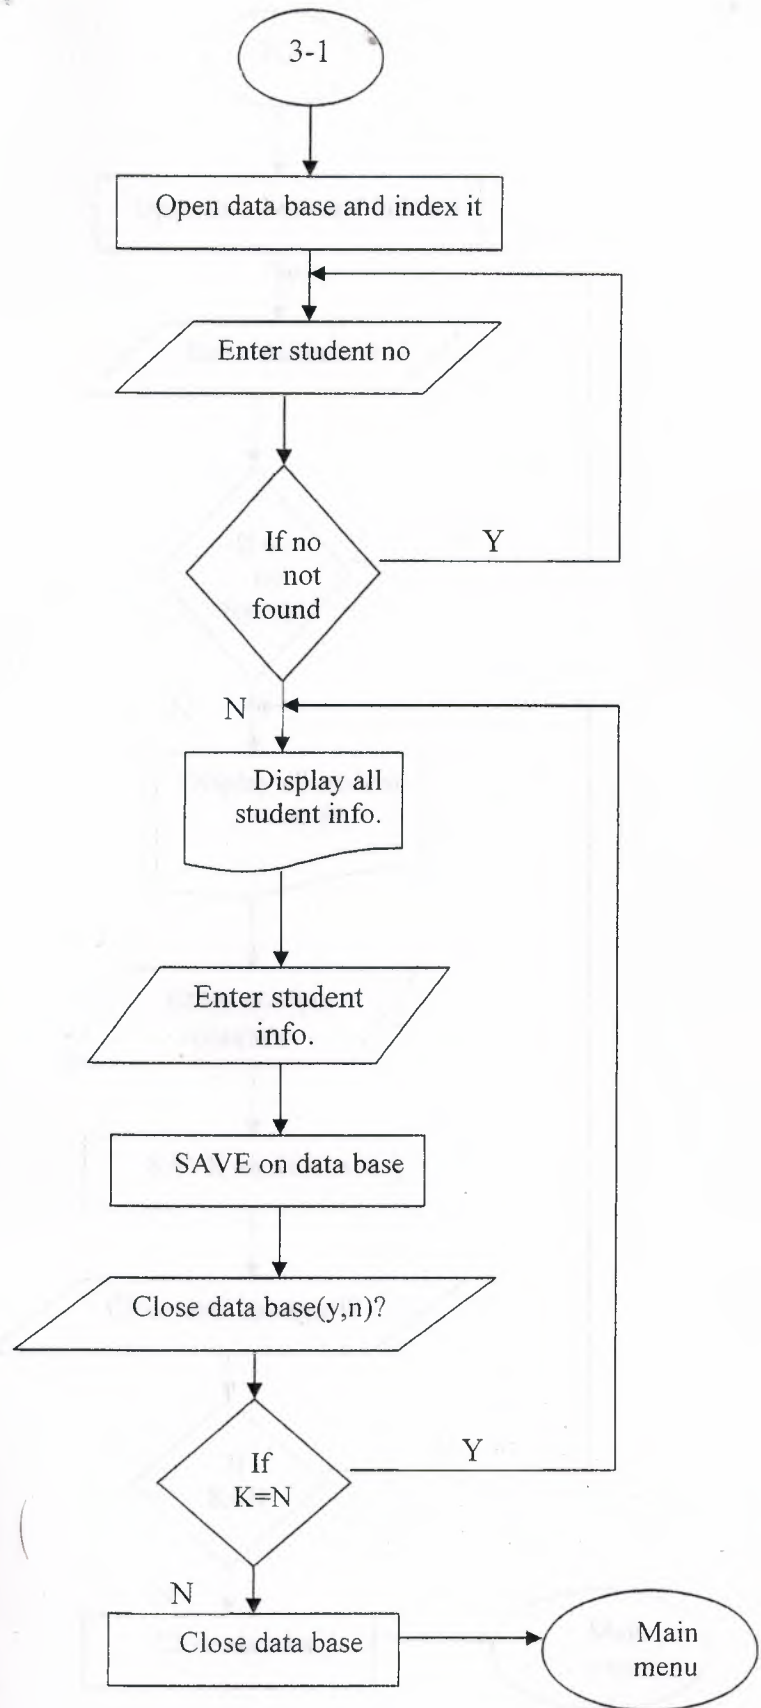 3-1
Open data base and index it
Enter student no
If no
not
found
Y
N
Display all
student info.
Enter student
info.
SAVE on data base
Close data base(y,n)?
If
K=N
Y
N
Close data base
Main
menu